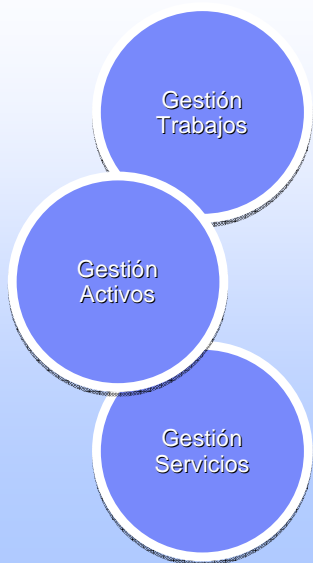 Gestión
Trabajos
Gestión
Activos
Gestión
Servicios